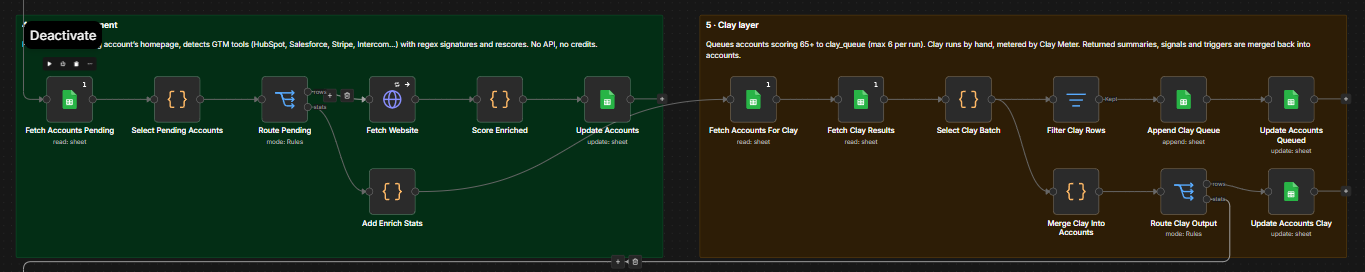 Deactivate
ment
account's homepage, detects GTM tools (HubSpot, Salesforce, Stripe, Intercom...) with regex signatures and rescores. No API, no credits.
1
Fetch Accounts Pending
read: sheet
Select Pending Accounts
Route Pending
mode: Rules
rows
stats
Fetch Website
Score Enriched
Update Accounts
update: sheet
Add Enrich Stats
5 · Clay layer
Queues accounts scoring 65+ to clay_queue (max 6 per run). Clay runs by hand, metered by Clay Meter. Returned summaries, signals and triggers are merged back into
accounts.
1
Fetch Accounts For Clay
read: sheet
1
Fetch Clay Results
read: sheet
Select Clay Batch
Filter Clay Rows
Kept
Append Clay Queue
append: sheet
Update Accounts
Queued
update: sheet
Merge Clay Into
Accounts
Route Clay Output
mode: Rules
rows
stats
Update Accounts Clay
update: sheet